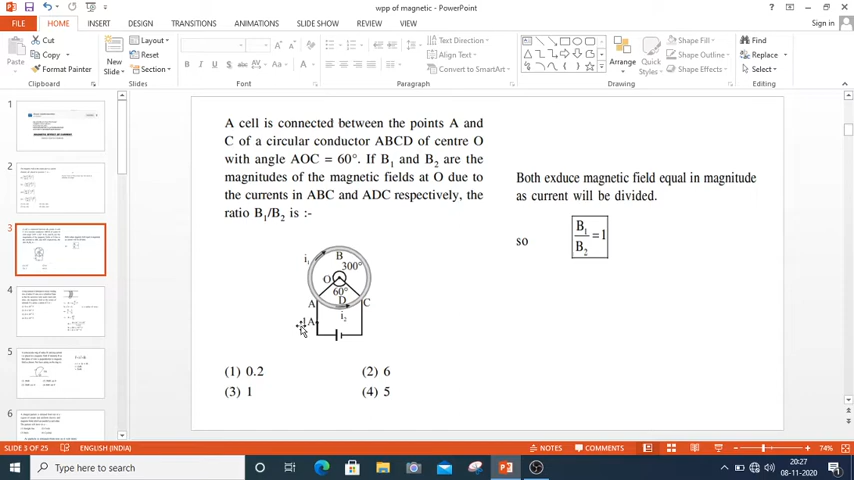 wpp of magnetic - PowerPoint
Sign in
FILE HOME INSERT DESIGN TRANSITIONS ANIMATIONS SLIDE SHOW REVIEW VIEW
Cut
Copy
Format Painter
Paste
Clipboard
New Slide
Layout
Reset
Section
Slides
Font
Text Direction
Align Text
Convert to SmartArt
Paragraph
Arrange
Quick Styles
Shape Fill
Shape Outline
Shape Effects
Drawing
Find
Replace
Select
Editing
1
2
3
4
5
6
A cell is connected between the points A and
C of a circular conductor ABCD of centre O
with angle AOC = 60°. If B₁ and B₂ are the
magnitudes of the magnetic fields at O due to
the currents in ABC and ADC respectively, the
ratio B₁/B₂ is :-
i₁
B
300°
O
60°
A
D
C
i₂
1A
(1) 0.2
(2) 6
(3) 1
(4) 5
Both exduce magnetic field equal in magnitude
as current will be divided.
so
B₁/B₂ = 1
SLIDE 3 OF 25
ENGLISH (INDIA)
NOTES
COMMENTS
74%
Type here to search
20:27
08-11-2020